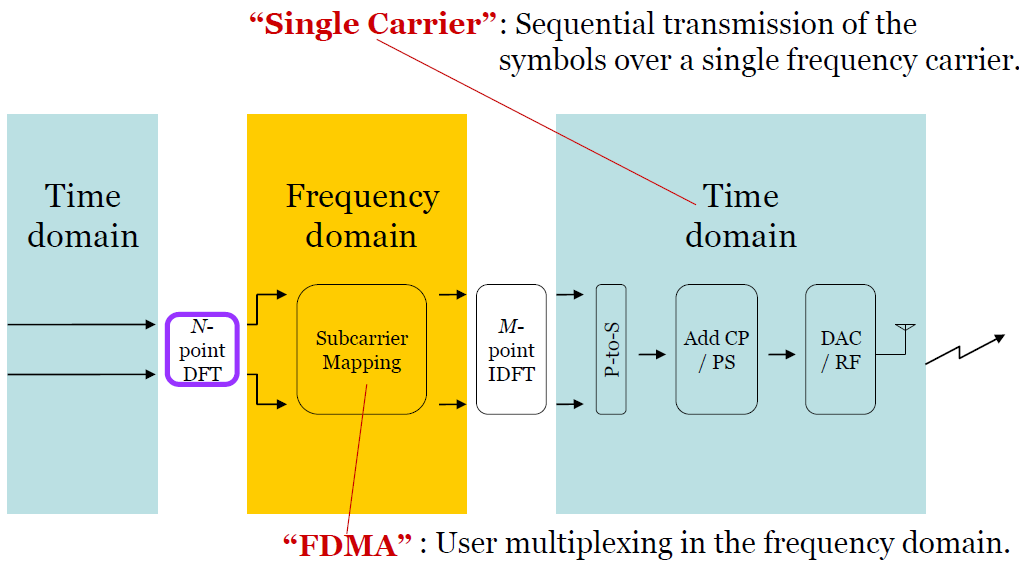 “Single Carrier” : Sequential transmission of the
symbols over a single frequency carrier.
Time
domain
Frequency
domain
Time
domain
N-
point
DFT
Subcarrier
Mapping
M-
point
IDFT
P-to-S
Add CP
/ PS
DAC
/ RF
“FDMA” : User multiplexing in the frequency domain.